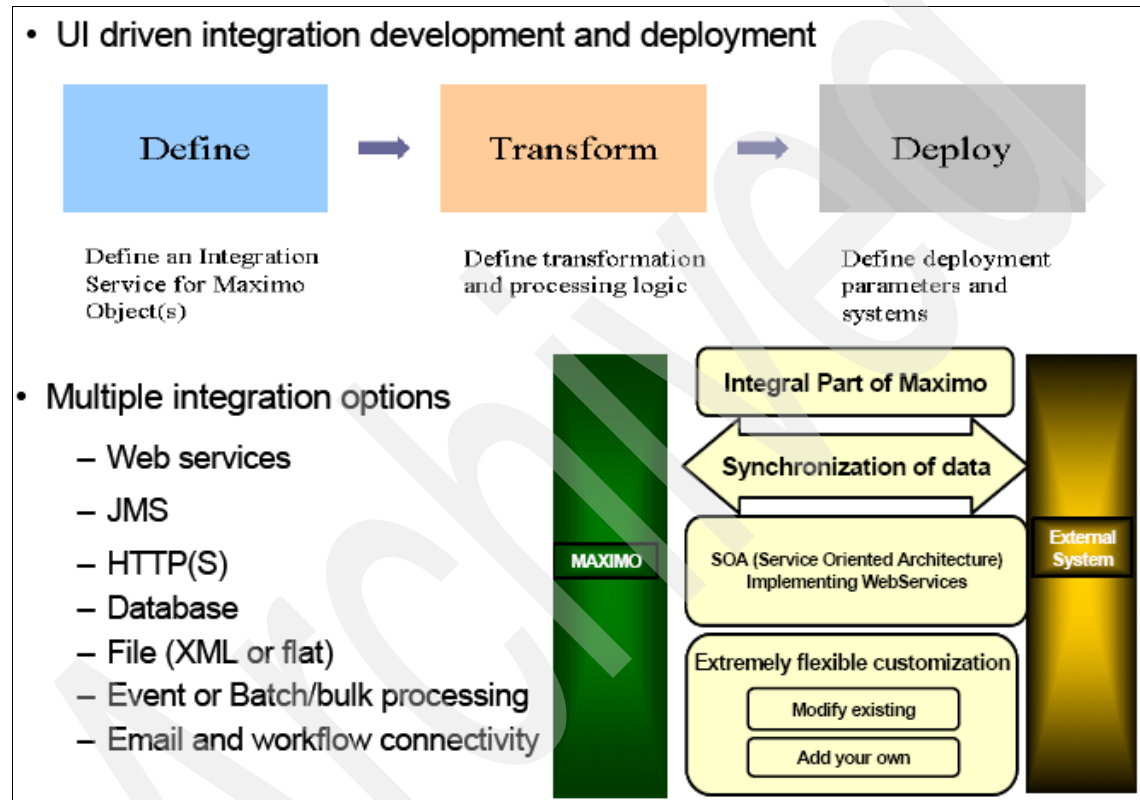 • UI driven integration development and deployment
Define
Transform
Deploy
Define an Integration
Service for Maximo
Object(s)
Define transformation
and processing logic
Define deployment
parameters and
systems
• Multiple integration options
– Web services
– JMS
– HTTP(S)
– Database
– File (XML or flat)
– Event or Batch/bulk processing
– Email and workflow connectivity
MAXIMO
Integral Part of Maximo
Synchronization of data
SOA (Service Oriented Architecture)
Implementing WebServices
Extremely flexible customization
Modify existing
Add your own
External
System
Archived